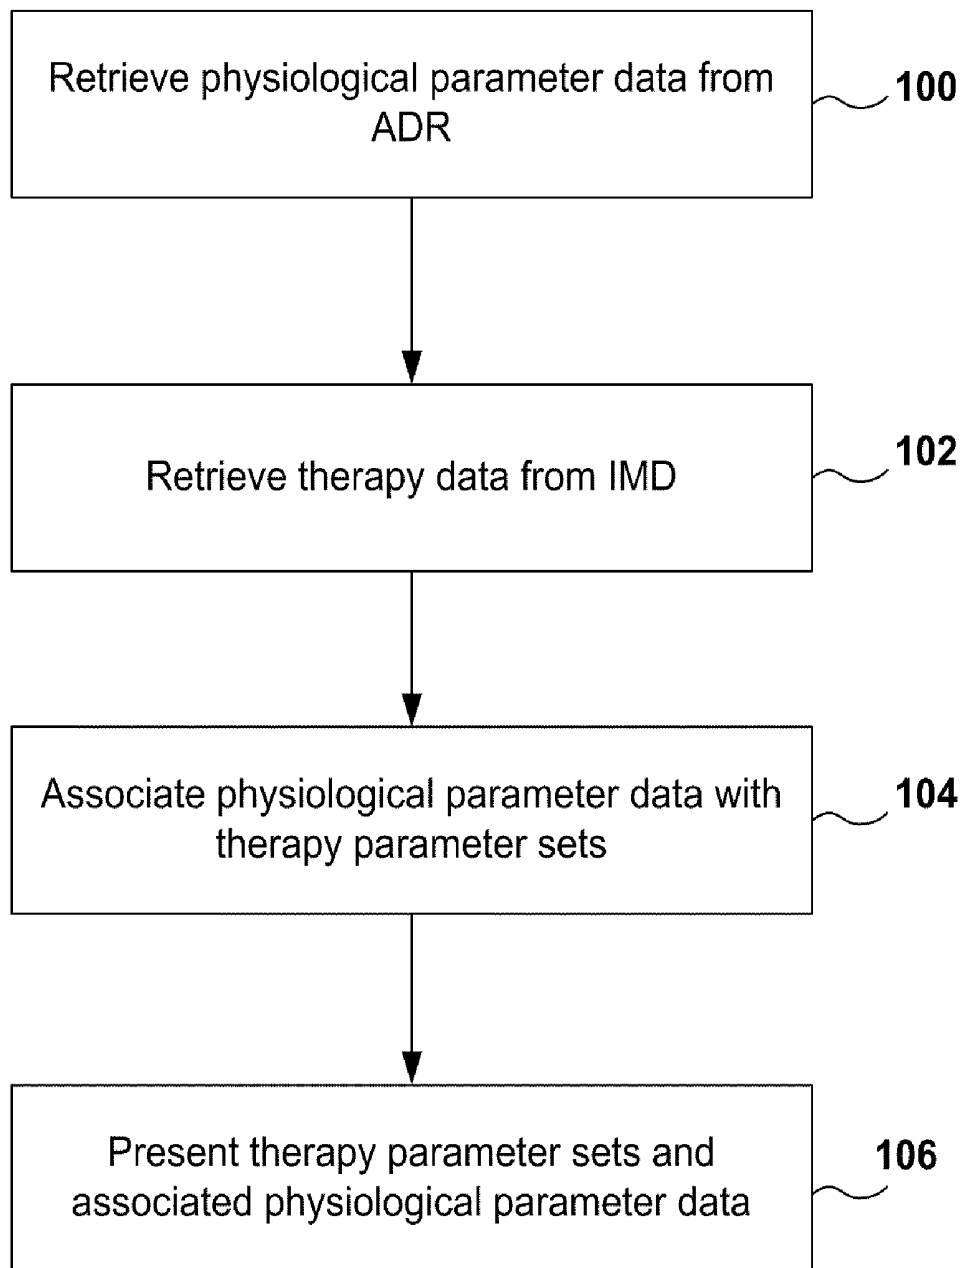 Retrieve physiological parameter data from
ADR
100
Retrieve therapy data from IMD
102
Associate physiological parameter data with
therapy parameter sets
104
Present therapy parameter sets and
associated physiological parameter data
106